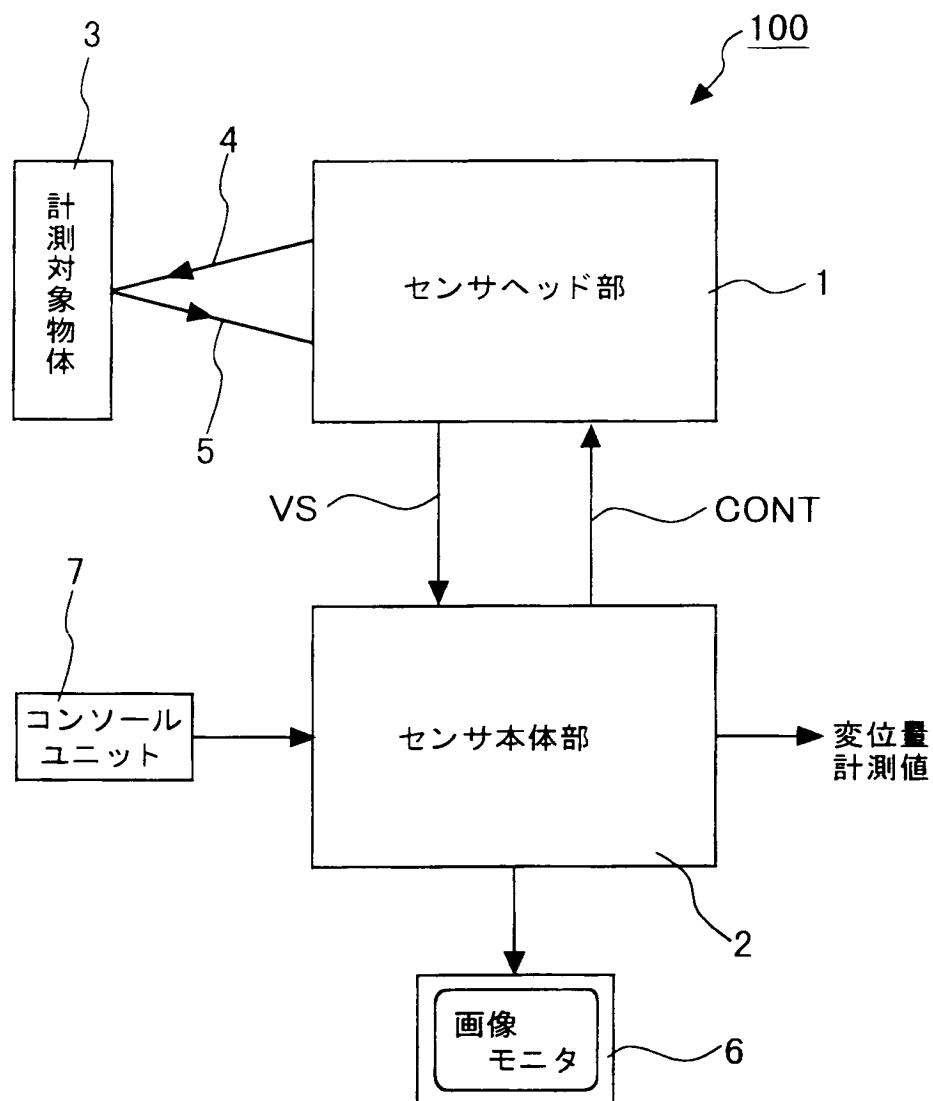 100
3
4
計測対象物体
センサヘッド部
1
5
VS
CONT
7
コンソール
ユニット
センサ本体部
変位量
計測値
2
画像
モニタ
6